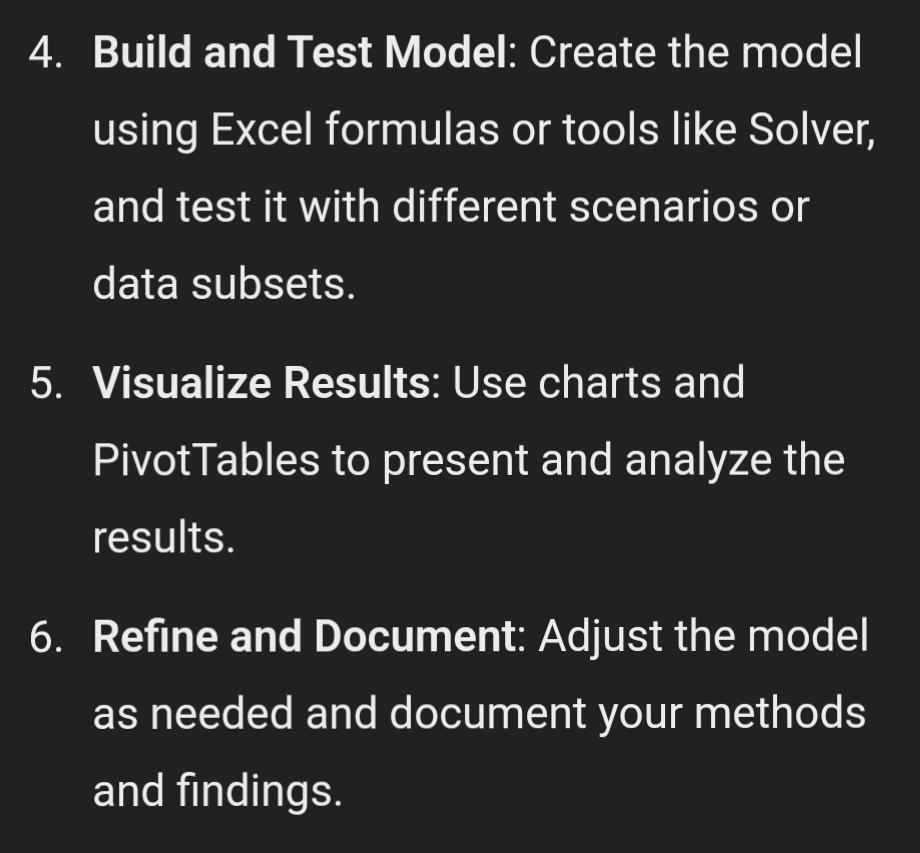 4. Build and Test Model: Create the model
using Excel formulas or tools like Solver,
and test it with different scenarios or
data subsets.
5. Visualize Results: Use charts and
PivotTables to present and analyze the
results.
6. Refine and Document: Adjust the model
as needed and document your methods
and findings.